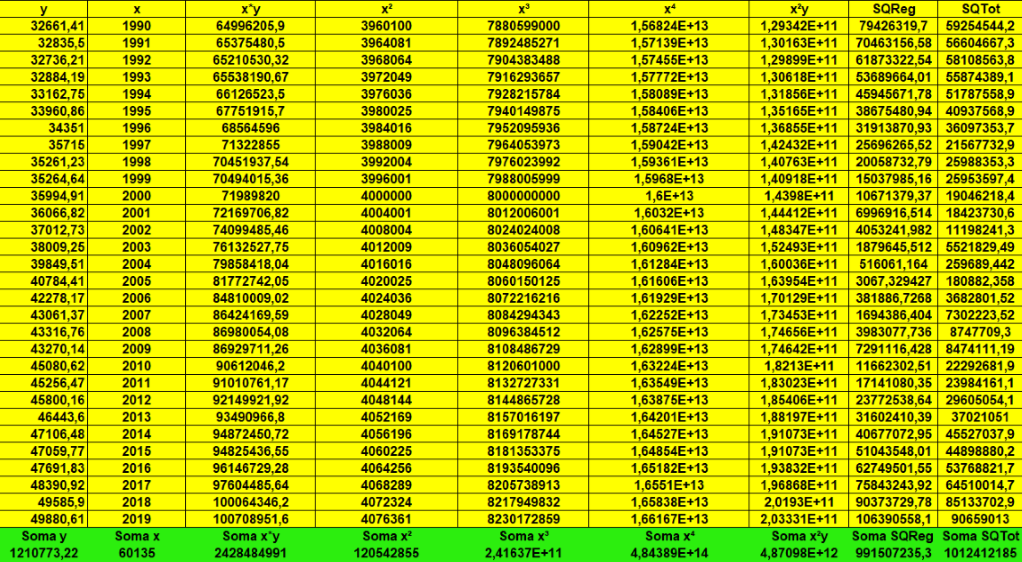 y x x*y x² x³ x⁴ x²y SQReg SQTot
32661,41 1990 64996205,9 3960100 7880599000 1,56824E+13 1,29342E+11 79426319,7 59254544,2
32835,5 1991 65375480,5 3964081 7892485271 1,57139E+13 1,30163E+11 70463156,58 56604667,3
32736,21 1992 65210530,32 3968064 7904383488 1,57455E+13 1,29899E+11 61873322,54 58108563,8
32884,19 1993 65538190,67 3972049 7916293657 1,57772E+13 1,30618E+11 53689664,01 55874389,1
33162,75 1994 66126523,5 3976036 7928215784 1,58089E+13 1,31856E+11 45945671,78 51787558,9
33960,86 1995 67751915,7 3980025 7940149875 1,58406E+13 1,35165E+11 38675480,94 40937568,9
34351 1996 68564596 3984016 7952095936 1,58724E+13 1,36855E+11 31913870,93 36097353,7
35715 1997 71322855 3988009 7964053973 1,59042E+13 1,42432E+11 25696265,52 21567732,9
35261,23 1998 70451937,54 3992004 7976023992 1,59361E+13 1,40763E+11 20058732,79 25988353,3
35264,64 1999 70494015,36 3996001 7988005999 1,5968E+13 1,40918E+11 15037985,16 25953597,4
35994,91 2000 71989820 4000000 8000000000 1,6E+13 1,4398E+11 10671379,37 19046218,4
36066,82 2001 72169706,82 4004001 8012006001 1,6032E+13 1,44412E+11 6996916,514 18423730,6
37012,73 2002 74099485,46 4008004 8024024008 1,60641E+13 1,48347E+11 4053241,982 11198241,3
38009,25 2003 76132527,75 4012009 8036054027 1,60962E+13 1,52493E+11 1879645,512 5521829,49
39849,51 2004 79858418,04 4016016 8048096064 1,61284E+13 1,60036E+11 516061,164 259689,442
40784,41 2005 81772742,05 4020025 8060150125 1,61606E+13 1,63954E+11 3067,329427 180882,358
42278,17 2006 84810009,02 4024036 8072216216 1,61929E+13 1,70129E+11 381886,7268 3682801,52
43061,37 2007 86424169,59 4028049 8084294343 1,62252E+13 1,73453E+11 1694386,404 7302223,52
43316,76 2008 86980054,08 4032064 8096384512 1,62575E+13 1,74656E+11 3983077,736 8747709,3
43270,14 2009 86929711,26 4036081 8108486729 1,62899E+13 1,74642E+11 7291116,428 8474111,19
45080,62 2010 90612046,2 4040100 8120601000 1,63224E+13 1,8213E+11 11662302,51 22292681,9
45256,47 2011 91010761,17 4044121 8132727331 1,63549E+13 1,83023E+11 17141080,35 23984161,1
45800,16 2012 92149921,92 4048144 8144865728 1,63875E+13 1,85406E+11 23772538,64 29605054,1
46443,6 2013 93490966,8 4052169 8157016197 1,64201E+13 1,88197E+11 31602410,39 37021051
47106,48 2014 94872450,72 4056196 8169178744 1,64527E+13 1,91073E+11 40677072,95 45527037,9
47059,77 2015 94825436,55 4060225 8181353375 1,64854E+13 1,91073E+11 51043548,01 44898880,2
47691,83 2016 96146729,28 4064256 8193540096 1,65182E+13 1,93832E+11 62749501,55 53768821,7
48390,92 2017 97604485,64 4068289 8205738913 1,6551E+13 1,96868E+11 75843243,92 64510014,7
49585,9 2018 100064346,2 4072324 8217949832 1,65838E+13 2,0193E+11 90373729,78 85133702,9
49880,61 2019 100708951,6 4076361 8230172859 1,66167E+13 2,03331E+11 106390558,1 90659013
Soma y Soma x Soma x*y Soma x² Soma x³ Soma x⁴ Soma x²y Soma SQReg Soma SQTot
1210773,22 60135 2428484991 120542855 2,41637E+11 4,84389E+14 4,87098E+12 991507235,3 1012412185